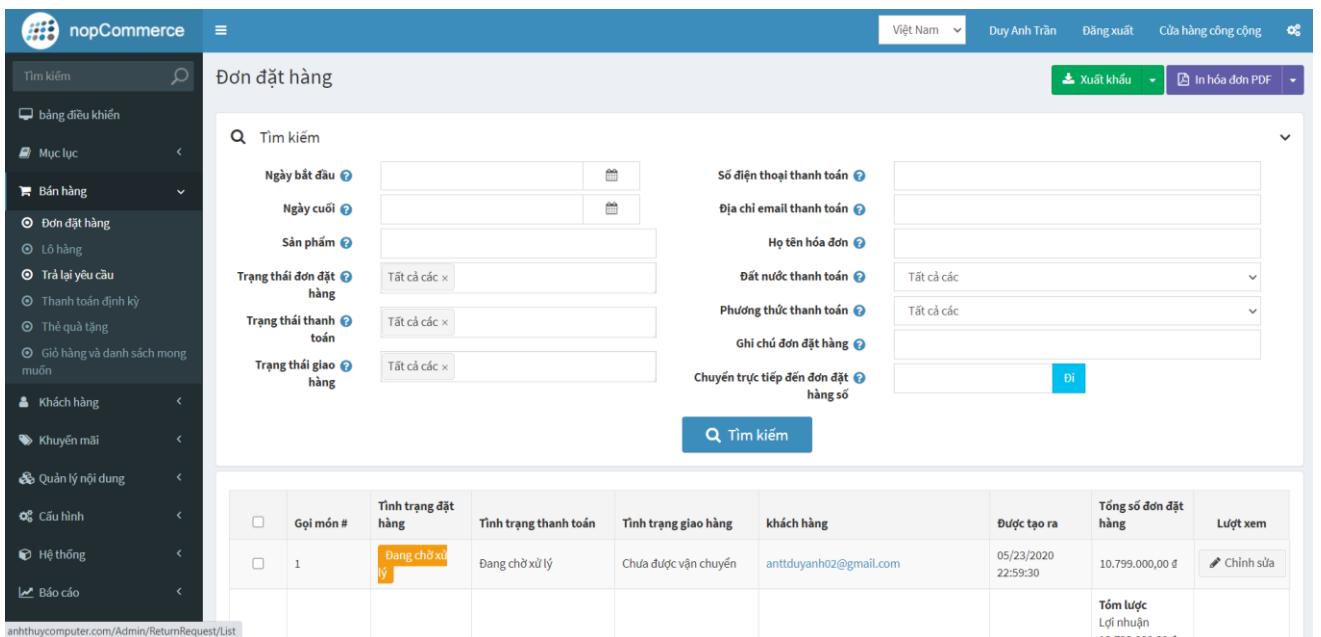 nopCommerce
Việt Nam
Duy Anh Trần
Đăng xuất
Cửa hàng công cộng
Tìm kiếm
bảng điều khiển
Mục lục
Bán hàng
Đơn đặt hàng
Lô hàng
Trả lại yêu cầu
Thanh toán định kỳ
Thẻ quà tặng
Giỏ hàng và danh sách mong
muốn
Khách hàng
Khuyến mãi
Quản lý nội dung
Cấu hình
Hệ thống
Báo cáo
anhthuycomputer.com/Admin/ReturnRequest/List
Đơn đặt hàng
Xuất khẩu
In hóa đơn PDF
Tìm kiếm
Ngày bắt đầu
Ngày cuối
Sản phẩm
Trạng thái đơn đặt
hàng
Tất cả các ×
Trạng thái thanh
toán
Tất cả các ×
Trạng thái giao
hàng
Tất cả các ×
Số điện thoại thanh toán
Địa chỉ email thanh toán
Họ tên hóa đơn
Đất nước thanh toán
Tất cả các
Phương thức thanh toán
Tất cả các
Ghi chú đơn đặt hàng
Chuyển trực tiếp đến đơn đặt
hàng số
Đi
Tìm kiếm
Gọi món #
Tình trạng đặt
hàng
Tình trạng thanh toán
Tình trạng giao hàng
khách hàng
Được tạo ra
Tổng số đơn đặt
hàng
Lượt xem
1
Đang chờ xử
lý
Đang chờ xử lý
Chưa được vận chuyển
anttduyanh02@gmail.com
05/23/2020
22:59:30
10.799.000,00 ₫
Chỉnh sửa
Tóm lược
Lợi nhuận